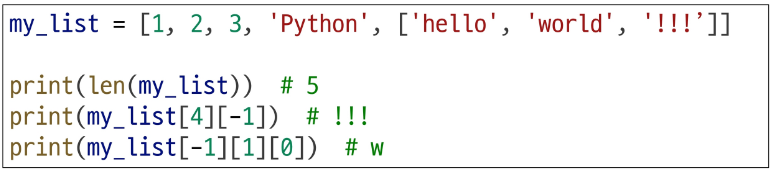 my_list = [1, 2, 3, 'Python', ['hello', 'world', '!!!’]]
print(len(my_list))  # 5
print(my_list[4][-1])  # !!!
print(my_list[-1][1][0])  # w